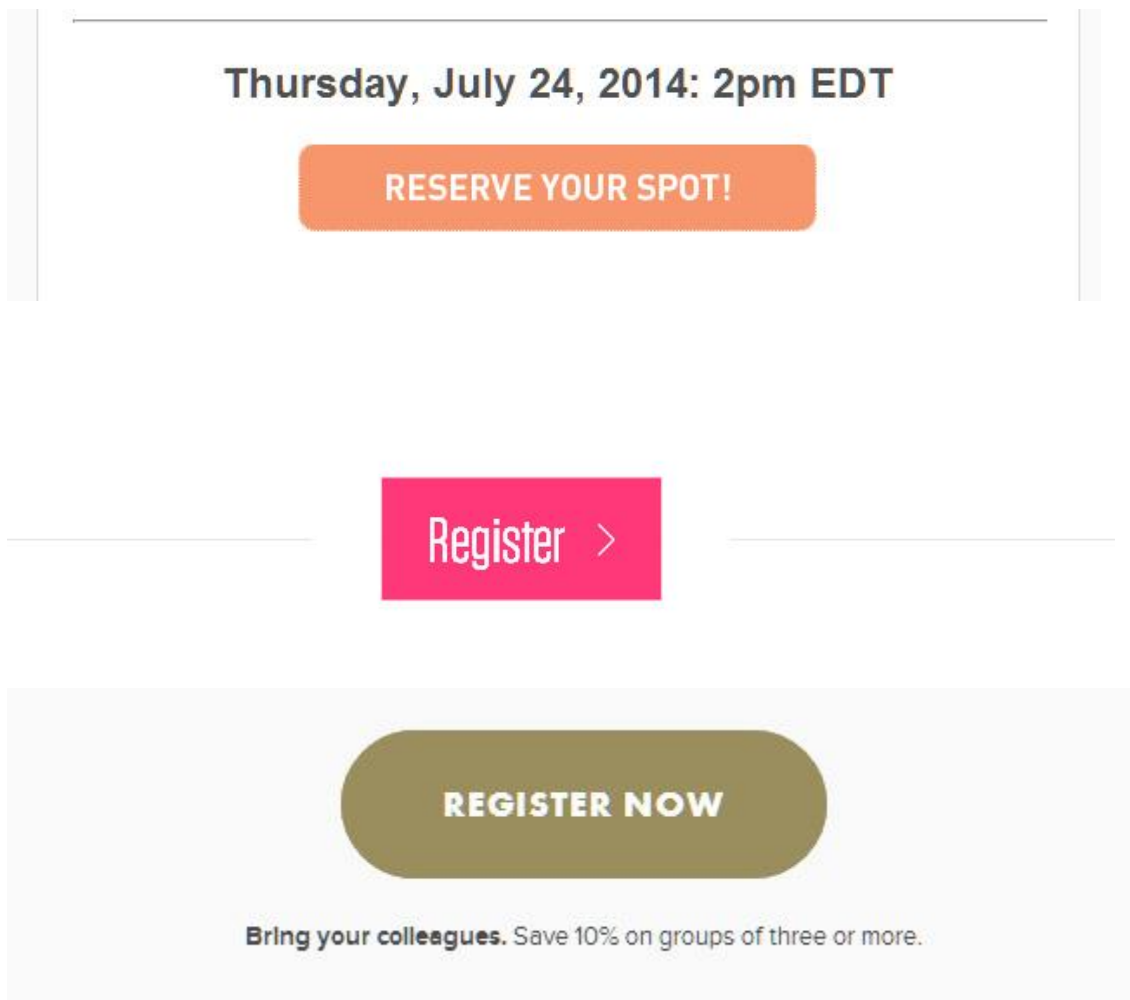 Thursday, July 24, 2014: 2pm EDT
RESERVE YOUR SPOT!
Register >
REGISTER NOW
Bring your colleagues. Save 10% on groups of three or more.